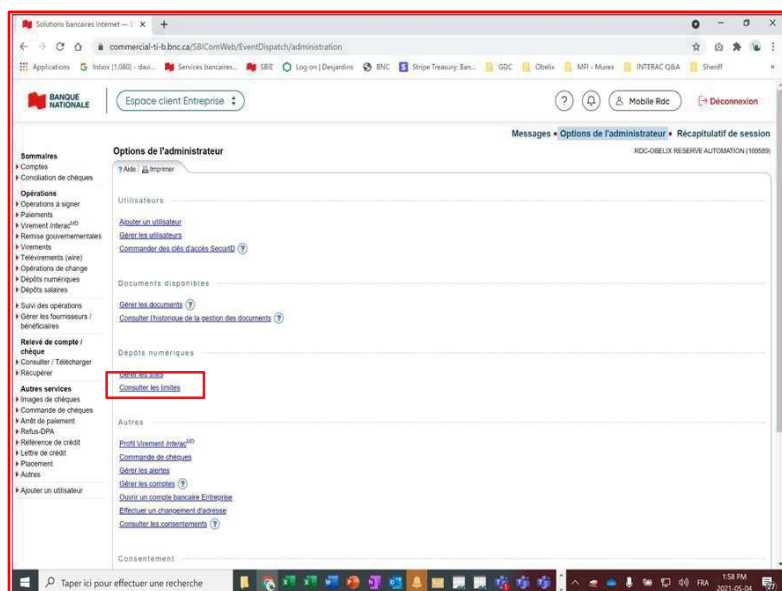 Solutions bancaires Internet — 
commercial-ti-b.bnc.ca/SBIComWeb/EventDispatch/administration
Applications
Services bancaires...
SBIE
Log on | Desjardins
BNC
Stripe Treasury: Ban...
GDC
Obelix
MFI - Murex
INTERAC Q&A
Sheriff
BANQUE
NATIONALE
Espace client Entreprise
Mobile Rdc
Déconnexion
Messages • Options de l'administrateur • Récapitulatif de session
Options de l'administrateur
RDC-OBELIX RESERVE AUTOMATION (109589)
? Aide
Imprimer
Sommaires
Comptes
Conciliation de chèques
Opérations
Opérations à signer
Paiements
Virement Interac MD
Remise gouvernementales
Virements
Télévirements (wire)
Opérations de change
Dépôts numériques
Dépôts salaires
Suivi des opérations
Gérer les fournisseurs /
bénéficiaires
Relevé de compte /
chèque
Consulter / Télécharger
Récupérer
Autres services
Images de chèques
Commande de chèques
Arrêt de paiement
Refus-DPA
Référence de crédit
Lettre de crédit
Placement
Autres
Ajouter un utilisateur
Utilisateurs
Ajouter un utilisateur
Gérer les utilisateurs
Commander des clés d'accès SecurID ?
Documents disponibles
Gérer les documents ?
Consulter l'historique de la gestion des documents ?
Dépôts numériques
Gérer les sites
Consulter les limites
Autres
Profil Virement Interac MD
Commande de chèques
Gérer les alertes
Gérer les comptes ?
Ouvrir un compte bancaire Entreprise
Effectuer un changement d'adresse
Consulter les consentements ?
Consentement
Taper ici pour effectuer une recherche
FRA
1:58 PM
2021-05-04